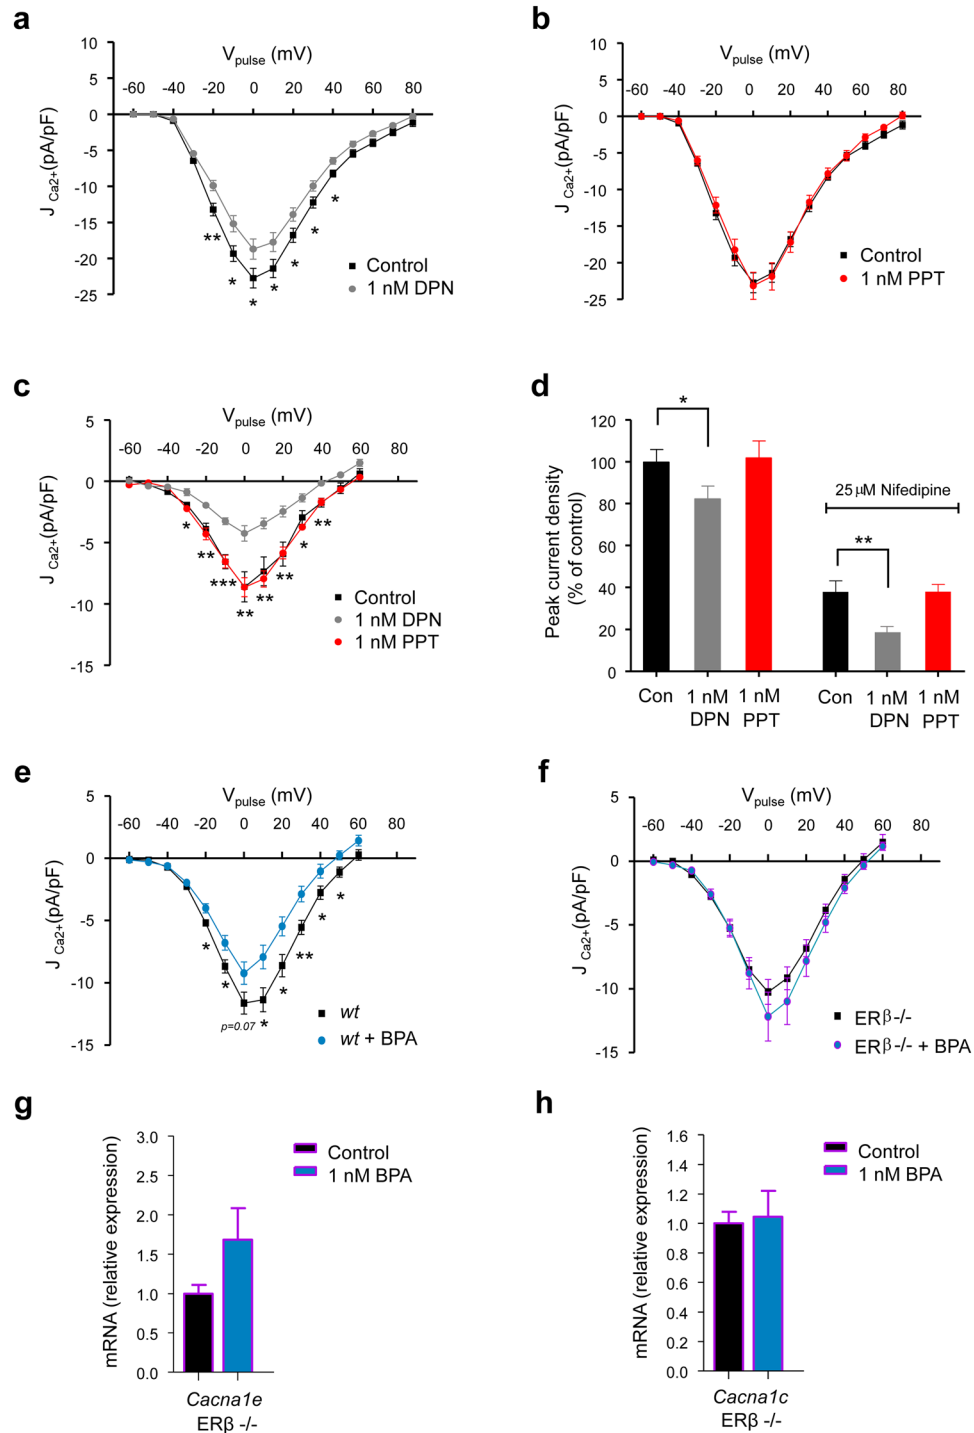 a
V pulse (mV)
-60 -40 -20 0 20 40 60 80
10
5
0
-5
-10
-15
-20
-25
J Ca2+(pA/pF)
** * * * * * *
Control
1 nM DPN
b
V pulse (mV)
-60 -40 -20 0 20 40 60 80
10
5
0
-5
-10
-15
-20
-25
J Ca2+(pA/pF)
Control
1 nM PPT
c
V pulse (mV)
-60 -40 -20 0 20 40 60 80
5
0
-5
-10
-15
J Ca2+(pA/pF)
* ** *** ** ** ** * **
Control
1 nM DPN
1 nM PPT
d
Peak current density
(% of control)
120
100
80
60
40
20
0
*
25 μM Nifedipine
**
Con 1 nM DPN 1 nM PPT Con 1 nM DPN 1 nM PPT
e
V pulse (mV)
-60 -40 -20 0 20 40 60 80
5
0
-5
-10
-15
J Ca2+(pA/pF)
* * p=0.07 * * ** * *
wt
wt + BPA
f
V pulse (mV)
-60 -40 -20 0 20 40 60 80
5
0
-5
-10
-15
J Ca2+(pA/pF)
ERβ-/-
ERβ-/- + BPA
g
mRNA (relative expression)
3.0
2.5
2.0
1.5
1.0
0.5
0.0
Control
1 nM BPA
Cacna1e
ERβ -/-
h
mRNA (relative expression)
1.6
1.4
1.2
1.0
0.8
0.6
0.4
0.2
0.0
Control
1 nM BPA
Cacna1c
ERβ -/-